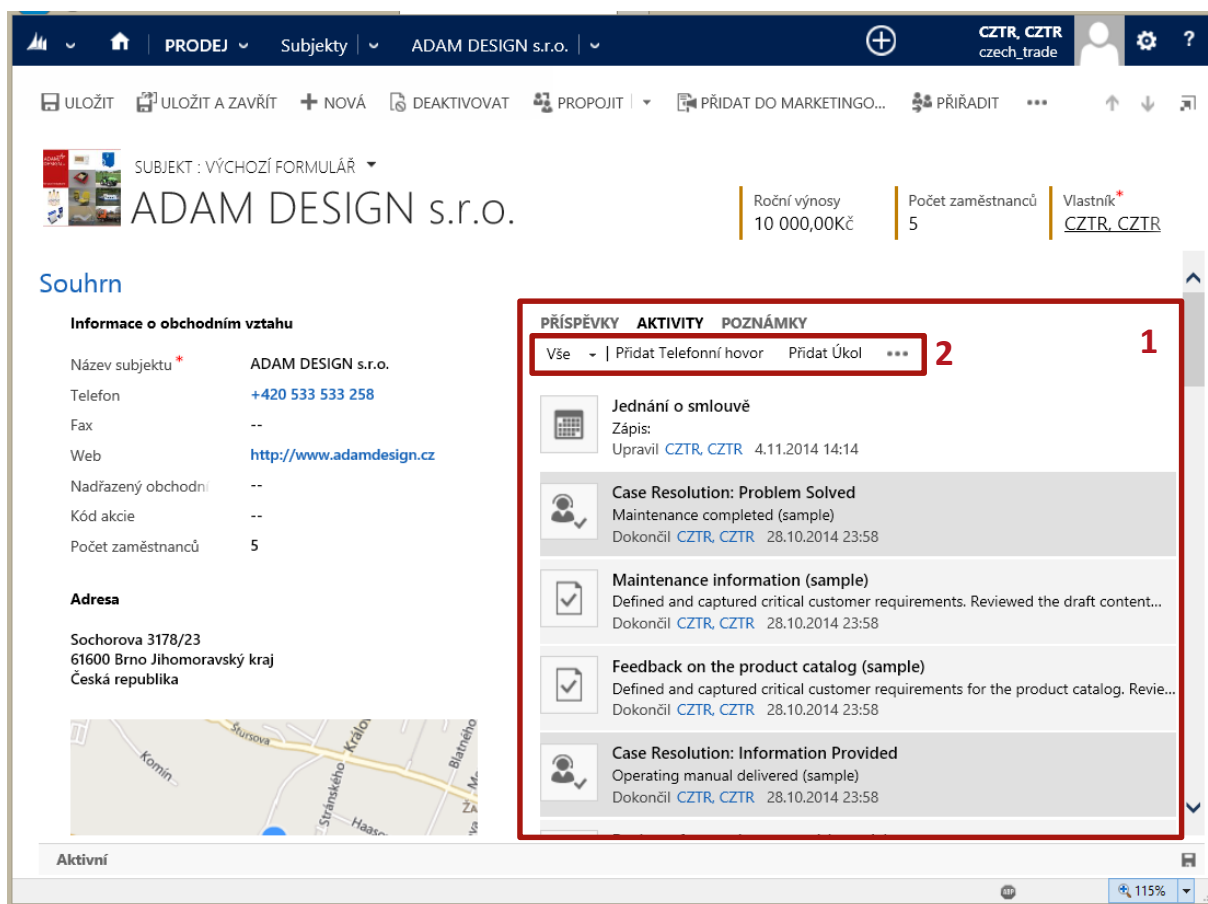 PRODEJ Subjekty ADAM DESIGN s.r.o. CZTR, CZTR ?
czech_trade
ULOŽIT ULOŽIT A ZAVŘÍT NOVÁ DEAKTIVOVAT PROPOJIT PŘIDAT DO MARKETINGO... PŘIŘADIT •••
SUBJEKT : VÝCHOZÍ FORMULÁŘ
ADAM DESIGN s.r.o.
Roční výnosy Počet zaměstnanců Vlastník*
10 000,00Kč 5 CZTR, CZTR
Souhrn
Informace o obchodním vztahu
Název subjektu * ADAM DESIGN s.r.o.
Telefon +420 533 533 258
Fax --
Web http://www.adamdesign.cz
Nadřazený obchodní --
Kód akcie --
Počet zaměstnanců 5
Adresa
Sochorova 3178/23
61600 Brno Jihomoravský kraj
Česká republika
Štursova
Komín
Stránského
Králo
Blatného
Haaso
ŽA
PŘÍSPĚVKY AKTIVITY POZNÁMKY
1
Vše | Přidat Telefonní hovor Přidat Úkol •••
2
Jednání o smlouvě
Zápis:
Upravil CZTR, CZTR 4.11.2014 14:14
Case Resolution: Problem Solved
Maintenance completed (sample)
Dokončil CZTR, CZTR 28.10.2014 23:58
Maintenance information (sample)
Defined and captured critical customer requirements. Reviewed the draft content...
Dokončil CZTR, CZTR 28.10.2014 23:58
Feedback on the product catalog (sample)
Defined and captured critical customer requirements for the product catalog. Revie...
Dokončil CZTR, CZTR 28.10.2014 23:58
Case Resolution: Information Provided
Operating manual delivered (sample)
Dokončil CZTR, CZTR 28.10.2014 23:58
Aktivní
ABP 115%